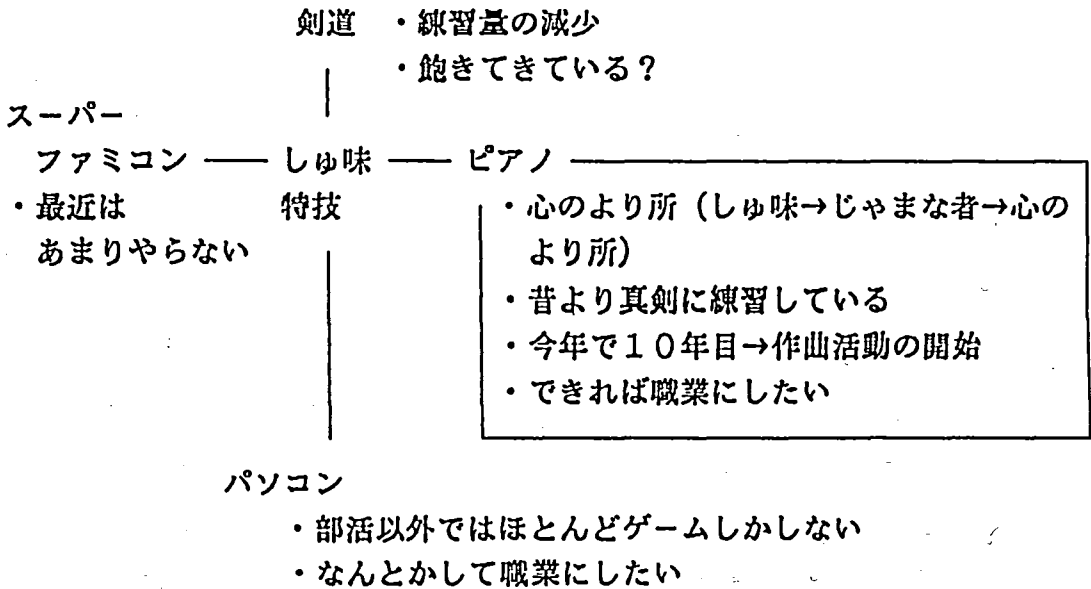 剣道 ・練習量の減少
・飽きてきている？
スーパー
ファミコン ── しゅ味 ── ピアノ
・最近は
あまりやらない
特技
・心のより所（しゅ味→じゃまな者→心の
より所）
・昔より真剣に練習している
・今年で１０年目→作曲活動の開始
・できれば職業にしたい
パソコン
・部活以外ではほとんどゲームしかしない
・なんとかして職業にしたい